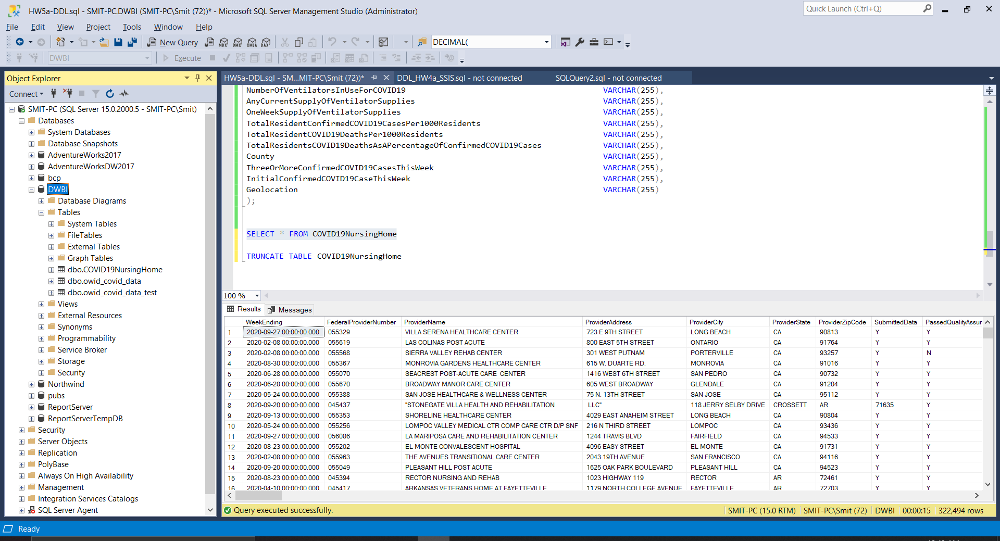 HW5a-DDL.sql - SMIT-PC.DWBI (SMIT-PC\Smit (72))* - Microsoft SQL Server Management Studio (Administrator)
Quick Launch (Ctrl+Q)
File Edit View Project Tools Window Help
New Query MDX DMX XMLA DAX DECIMAL(
DWBI Execute
Object Explorer
Connect
SMIT-PC (SQL Server 15.0.2000.5 - SMIT-PC\Smit)
Databases
System Databases
Database Snapshots
AdventureWorks2017
AdventureWorksDW2017
bcp
DWBI
Database Diagrams
Tables
System Tables
FileTables
External Tables
Graph Tables
dbo.COVID19NursingHome
dbo.owid_covid_data
dbo.owid_covid_data_test
Views
External Resources
Synonyms
Programmability
Service Broker
Storage
Security
Northwind
pubs
ReportServer
ReportServerTempDB
Security
Server Objects
Replication
PolyBase
Always On High Availability
Management
Integration Services Catalogs
SQL Server Agent
HW5a-DDL.sql - SM...MIT-PC\Smit (72))* DDL_HW4a_SSIS.sql - not connected SQLQuery2.sql - not connected
NumberOfVentilatorsInUseForCOVID19 VARCHAR(255),
AnyCurrentSupplyOfVentilatorSupplies VARCHAR(255),
OneWeekSupplyOfVentilatorSupplies VARCHAR(255),
TotalResidentConfirmedCOVID19CasesPer1000Residents VARCHAR(255),
TotalResidentCOVID19DeathsPer1000Residents VARCHAR(255),
TotalResidentsCOVID19DeathsAsAPercentageOfConfirmedCOVID19Cases VARCHAR(255),
County VARCHAR(255),
ThreeOrMoreConfirmedCOVID19CasesThisWeek VARCHAR(255),
InitialConfirmedCOVID19CaseThisWeek VARCHAR(255),
Geolocation VARCHAR(255)
);
SELECT * FROM COVID19NursingHome
TRUNCATE TABLE COVID19NursingHome
100 %
Results Messages
WeekEnding FederalProviderNumber ProviderName ProviderAddress ProviderCity ProviderState ProviderZipCode SubmittedData PassedQualityAssur
1 2020-09-27 00:00:00.000 055329 VILLA SERENA HEALTHCARE CENTER 723 E 9TH STREET LONG BEACH CA 90813 Y Y
2 2020-02-08 00:00:00.000 055619 LAS COLINAS POST ACUTE 800 EAST 5TH STREET ONTARIO CA 91764 Y Y
3 2020-02-08 00:00:00.000 055568 SIERRA VALLEY REHAB CENTER 301 WEST PUTNAM PORTERVILLE CA 93257 Y N
4 2020-08-30 00:00:00.000 055367 MONROVIA GARDENS HEALTHCARE CENTER 615 W. DUARTE RD. MONROVIA CA 91016 Y Y
5 2020-06-28 00:00:00.000 055070 SEACREST POST-ACUTE CARE  CENTER 1416 WEST 6TH STREET SAN PEDRO CA 90732 Y Y
6 2020-06-28 00:00:00.000 055670 BROADWAY MANOR CARE CENTER 605 WEST BROADWAY GLENDALE CA 91204 Y Y
7 2020-05-24 00:00:00.000 055388 SAN JOSE HEALTHCARE & WELLNESS CENTER 75 N. 13TH STREET SAN JOSE CA 95112 Y Y
8 2020-09-20 00:00:00.000 045437 "STONEGATE VILLA HEALTH AND REHABILITATION LLC" 118 JERRY SELBY DRIVE CROSSETT AR 71635 Y
9 2020-09-13 00:00:00.000 055353 SHORELINE HEALTHCARE CENTER 4029 EAST ANAHEIM STREET LONG BEACH CA 90804 Y Y
10 2020-05-24 00:00:00.000 055256 LOMPOC VALLEY MEDICAL CTR COMP CARE CTR D/P SNF 216 N THIRD STREET LOMPOC CA 93436 Y Y
11 2020-09-27 00:00:00.000 056086 LA MARIPOSA CARE AND REHABILITATION CENTER 1244 TRAVIS BLVD FAIRFIELD CA 94533 Y Y
12 2020-08-23 00:00:00.000 055202 EL MONTE CONVALESCENT HOSPITAL 4096 EASY STREET EL MONTE CA 91731 Y Y
13 2020-02-08 00:00:00.000 055963 THE AVENUES TRANSITIONAL CARE CENTER 2043 19TH AVENUE SAN FRANCISCO CA 94116 Y Y
14 2020-09-20 00:00:00.000 055049 PLEASANT HILL POST ACUTE 1625 OAK PARK BOULEVARD PLEASANT HILL CA 94523 Y Y
15 2020-08-23 00:00:00.000 045394 RECTOR NURSING AND REHAB 1023 HIGHWAY 119 RECTOR AR 72461 Y Y
16 2020-04-10 00:00:00.000 045417 ARKANSAS VETERANS HOME AT FAYETTEVILLE 1179 NORTH COLLEGE AVENUE FAYETTEVILLE AR 72703 Y Y
Query executed successfully. SMIT-PC (15.0 RTM) SMIT-PC\Smit (72) DWBI 00:00:15 322,494 rows
Ready